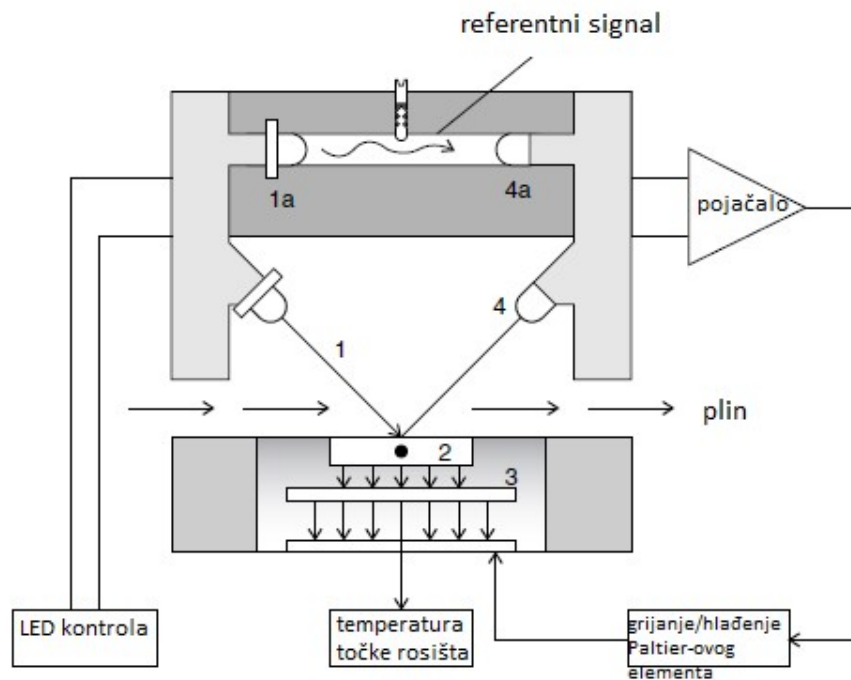 referentni signal
1a
4a
pojačalo
4
1
plin
2
3
LED kontrola
temperatura
točke rosišta
grijanje/hlađenje
Paltier-ovog
elementa